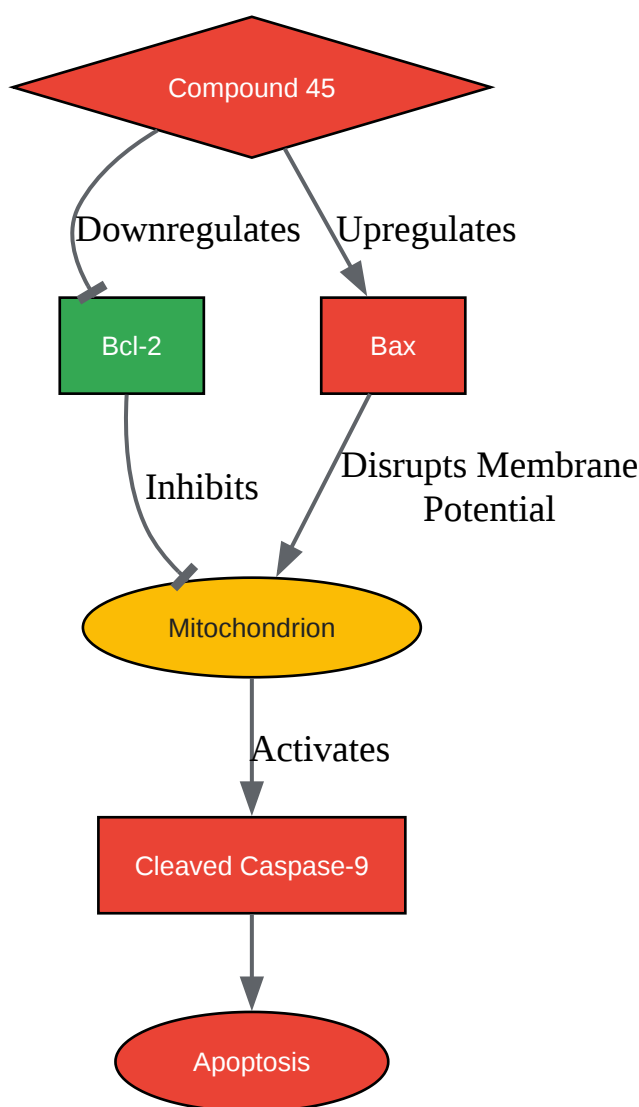 Compound 45
Downregulates
Upregulates
Bcl-2
Bax
Inhibits
Disrupts Membrane
Potential
Mitochondrion
Activates
Cleaved Caspase-9
Apoptosis